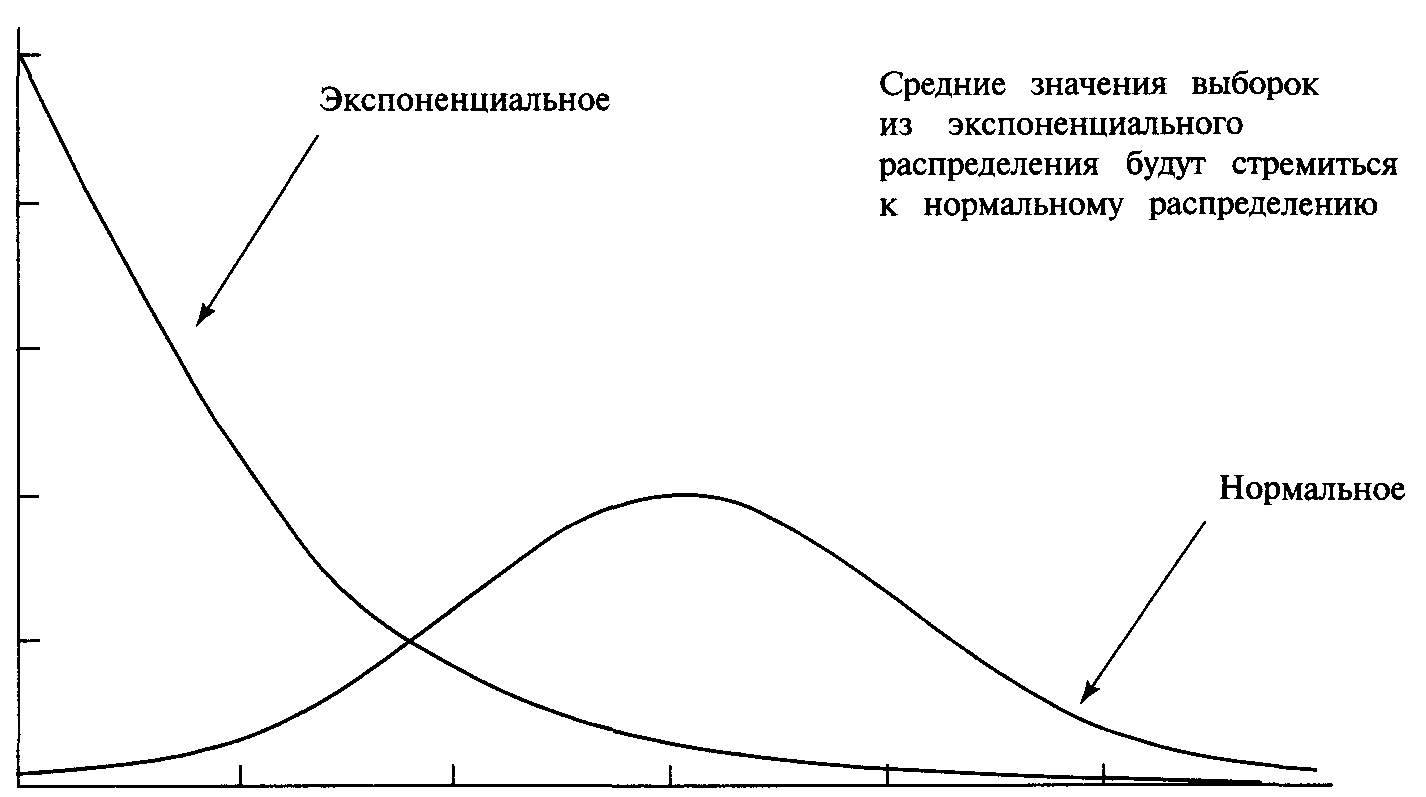 Экспоненциальное
Средние значения выборок
из экспоненциального
распределения будут стремиться
к нормальному распределению
Нормальное